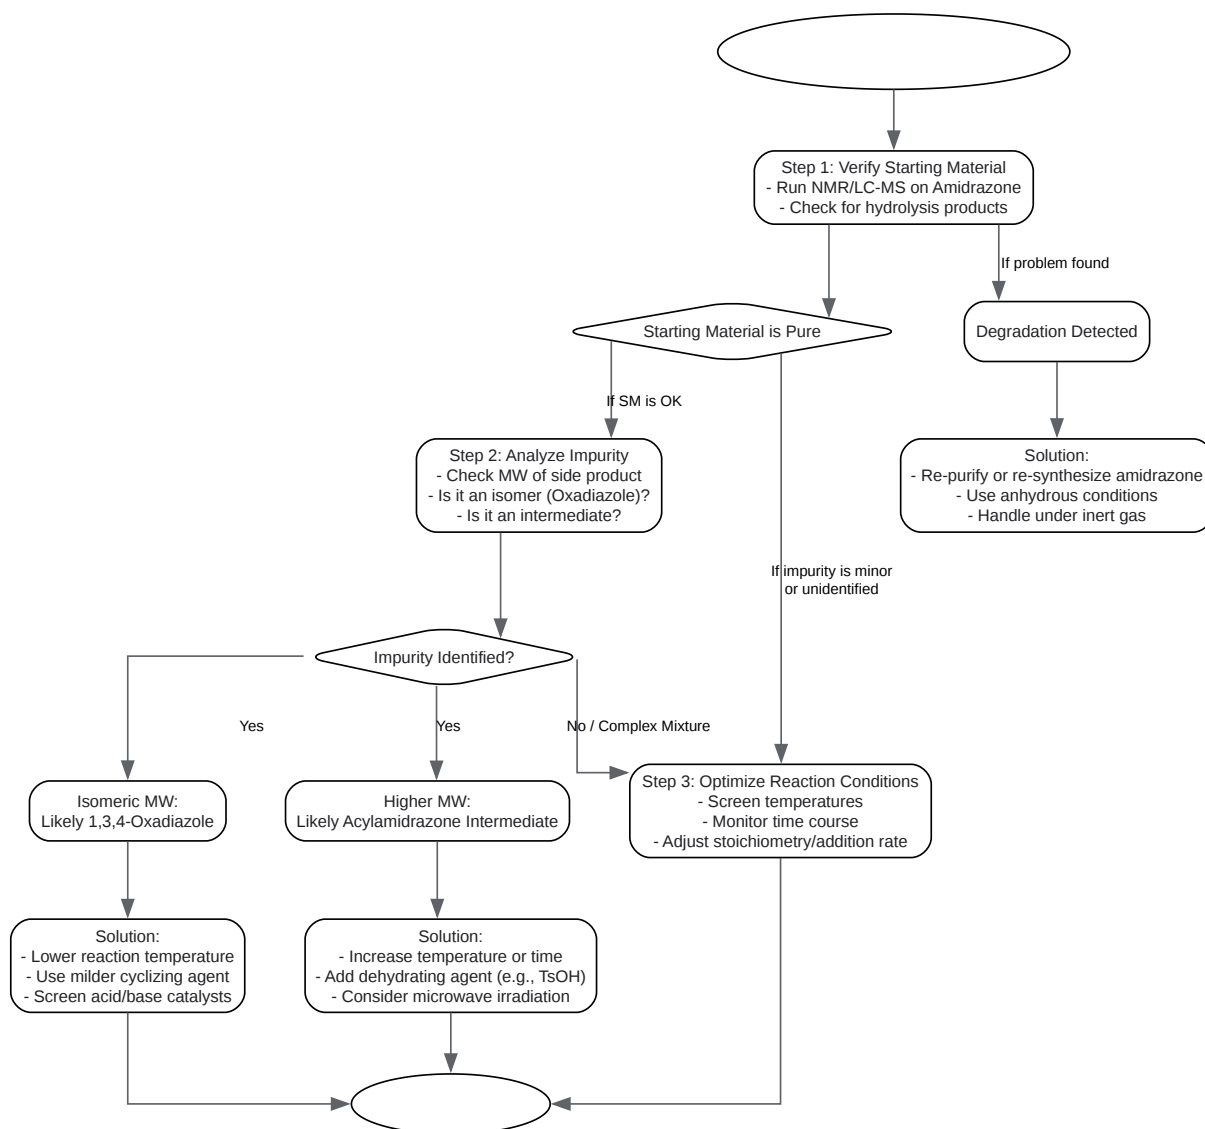 Step 1: Verify Starting Material
- Run NMR/LC-MS on Amidrazone
- Check for hydrolysis products
If problem found
Starting Material is Pure
Degradation Detected
If SM is OK
Step 2: Analyze Impurity
- Check MW of side product
- Is it an isomer (Oxadiazole)?
- Is it an intermediate?
Solution:
- Re-purify or re-synthesize amidrazone
- Use anhydrous conditions
- Handle under inert gas
If impurity is minor
or unidentified
Impurity Identified?
Yes
Yes
No / Complex Mixture
Isomeric MW:
Likely 1,3,4-Oxadiazole
Higher MW:
Likely Acylamidrazone Intermediate
Step 3: Optimize Reaction Conditions
- Screen temperatures
- Monitor time course
- Adjust stoichiometry/addition rate
Solution:
- Lower reaction temperature
- Use milder cyclizing agent
- Screen acid/base catalysts
Solution:
- Increase temperature or time
- Add dehydrating agent (e.g., TsOH)
- Consider microwave irradiation